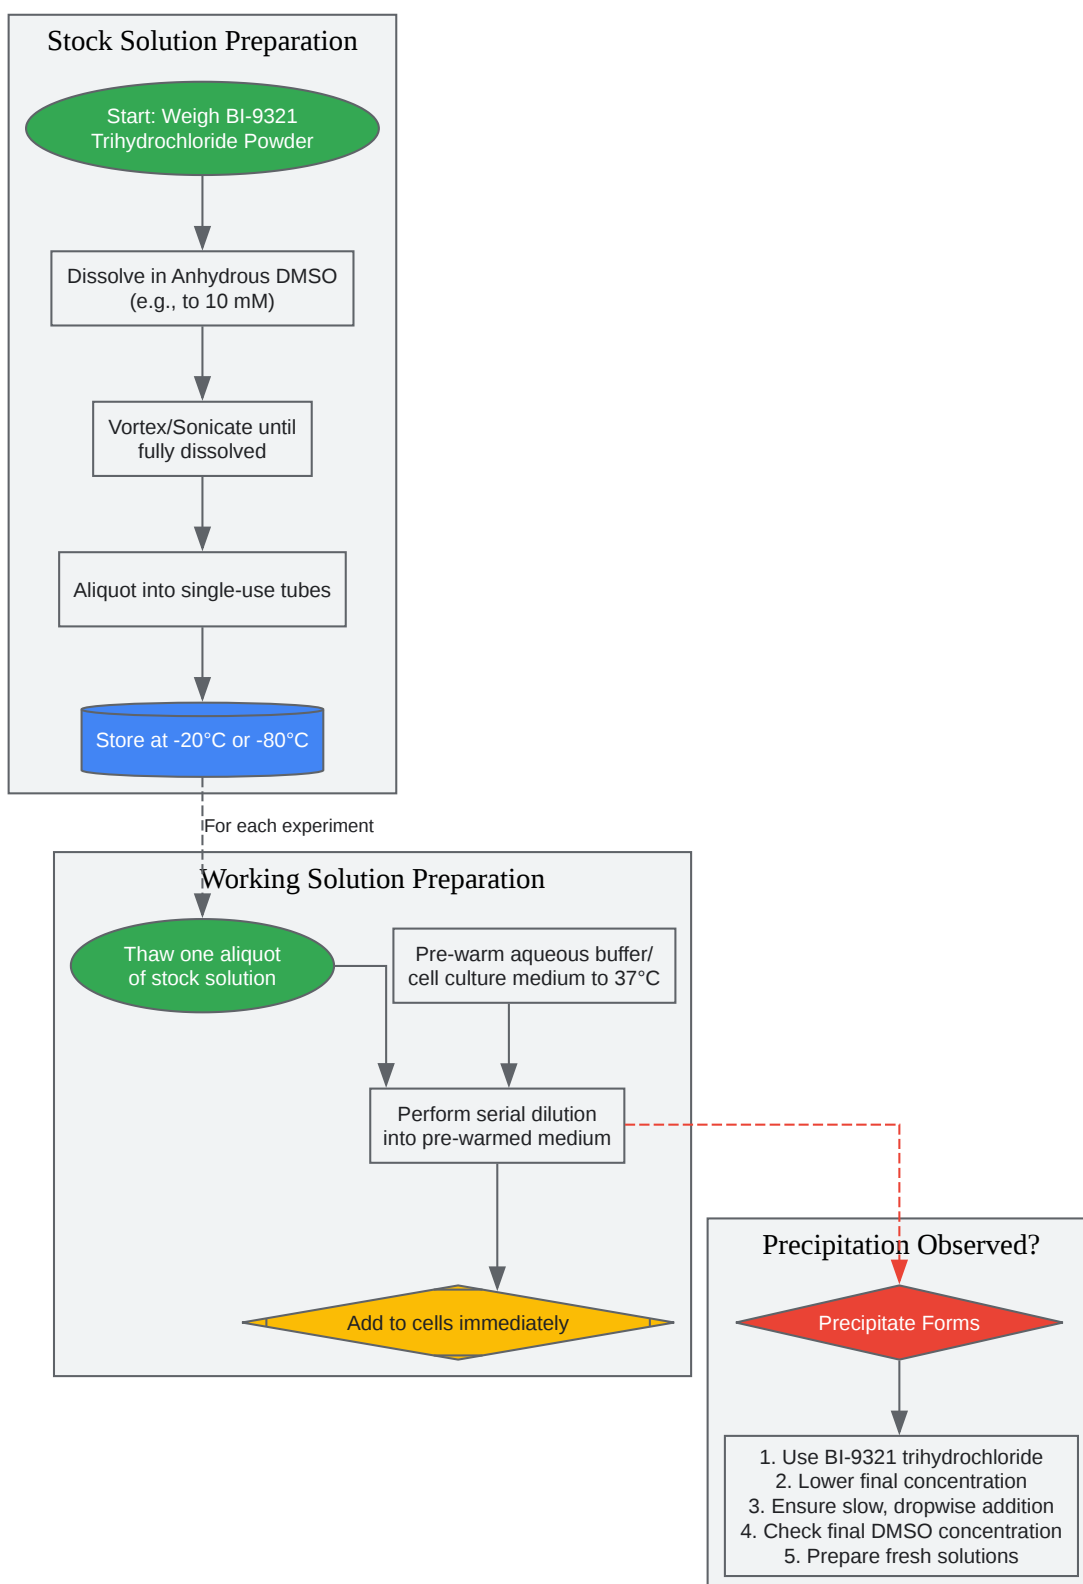 Stock Solution Preparation
Start: Weigh BI-9321
Trihydrochloride Powder
Dissolve in Anhydrous DMSO
(e.g., to 10 mM)
Vortex/Sonicate until
fully dissolved
Aliquot into single-use tubes
Store at -20°C or -80°C
For each experiment
Working Solution Preparation
Thaw one aliquot
of stock solution
Pre-warm aqueous buffer/
cell culture medium to 37°C
Perform serial dilution
into pre-warmed medium
Add to cells immediately
Precipitation Observed?
Precipitate Forms
1. Use BI-9321 trihydrochloride
2. Lower final concentration
3. Ensure slow, dropwise addition
4. Check final DMSO concentration
5. Prepare fresh solutions